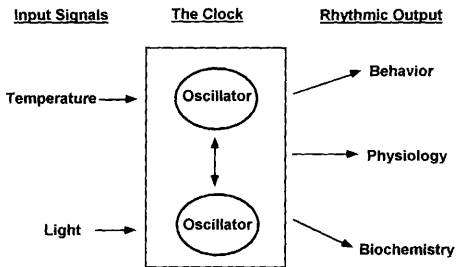 Input Signals
The Clock
Rhythmic Output
Temperature
Oscillator
Behavior
Physiology
Light
Oscillator
Biochemistry